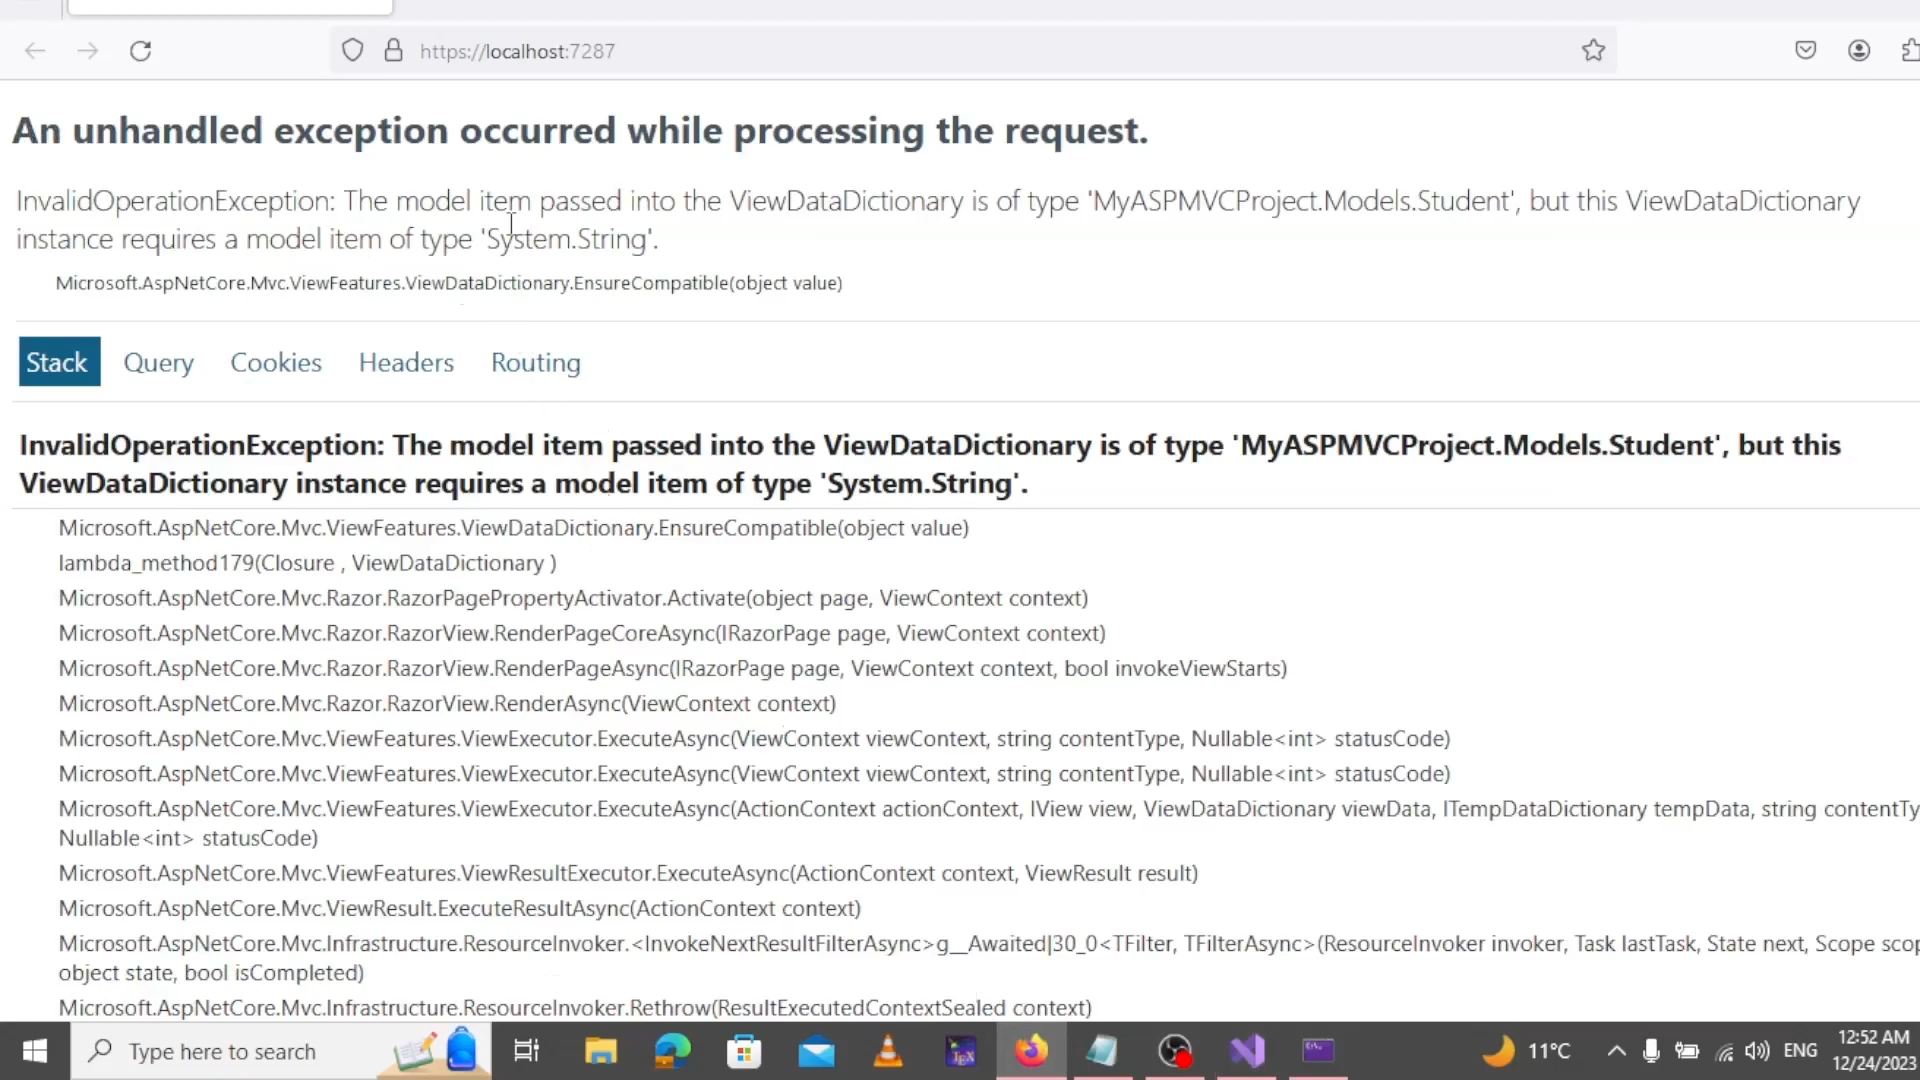 https://localhost:7287
An unhandled exception occurred while processing the request.
InvalidOperationException: The model item passed into the ViewDataDictionary is of type 'MyASPMVCProject.Models.Student', but this ViewDataDictionary
instance requires a model item of type 'System.String'.
Microsoft.AspNetCore.Mvc.ViewFeatures.ViewDataDictionary.EnsureCompatible(object value)
Stack Query Cookies Headers Routing
InvalidOperationException: The model item passed into the ViewDataDictionary is of type 'MyASPMVCProject.Models.Student', but this
ViewDataDictionary instance requires a model item of type 'System.String'.
Microsoft.AspNetCore.Mvc.ViewFeatures.ViewDataDictionary.EnsureCompatible(object value)
lambda_method179(Closure , ViewDataDictionary )
Microsoft.AspNetCore.Mvc.Razor.RazorPagePropertyActivator.Activate(object page, ViewContext context)
Microsoft.AspNetCore.Mvc.Razor.RazorView.RenderPageCoreAsync(IRazorPage page, ViewContext context)
Microsoft.AspNetCore.Mvc.Razor.RazorView.RenderPageAsync(IRazorPage page, ViewContext context, bool invokeViewStarts)
Microsoft.AspNetCore.Mvc.Razor.RazorView.RenderAsync(ViewContext context)
Microsoft.AspNetCore.Mvc.ViewFeatures.ViewExecutor.ExecuteAsync(ViewContext viewContext, string contentType, Nullable<int> statusCode)
Microsoft.AspNetCore.Mvc.ViewFeatures.ViewExecutor.ExecuteAsync(ViewContext viewContext, string contentType, Nullable<int> statusCode)
Microsoft.AspNetCore.Mvc.ViewFeatures.ViewExecutor.ExecuteAsync(ActionContext actionContext, IView view, ViewDataDictionary viewData, ITempDataDictionary tempData, string contentTy
Nullable<int> statusCode)
Microsoft.AspNetCore.Mvc.ViewFeatures.ViewResultExecutor.ExecuteAsync(ActionContext context, ViewResult result)
Microsoft.AspNetCore.Mvc.ViewResult.ExecuteResultAsync(ActionContext context)
Microsoft.AspNetCore.Mvc.Infrastructure.ResourceInvoker.<InvokeNextResultFilterAsync>g__Awaited|30_0<TFilter, TFilterAsync>(ResourceInvoker invoker, Task lastTask, State next, Scope scop
object state, bool isCompleted)
Microsoft.AspNetCore.Mvc.Infrastructure.ResourceInvoker.Rethrow(ResultExecutedContextSealed context)
Type here to search
TEX
11°C
ENG
12:52 AM
12/24/2023